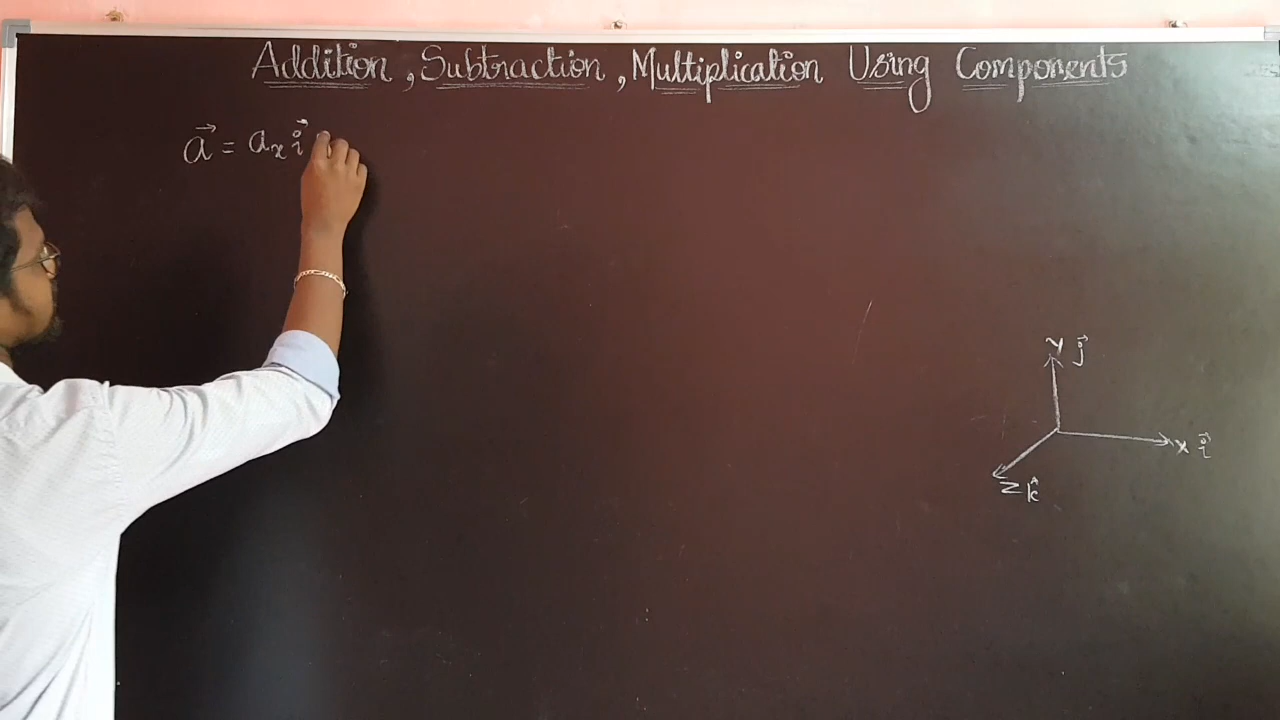 Addition, Subtraction, Multiplication Using Components
a⃗ = aₓ i⃗
Y j⃗
X i⃗
Z k⃗